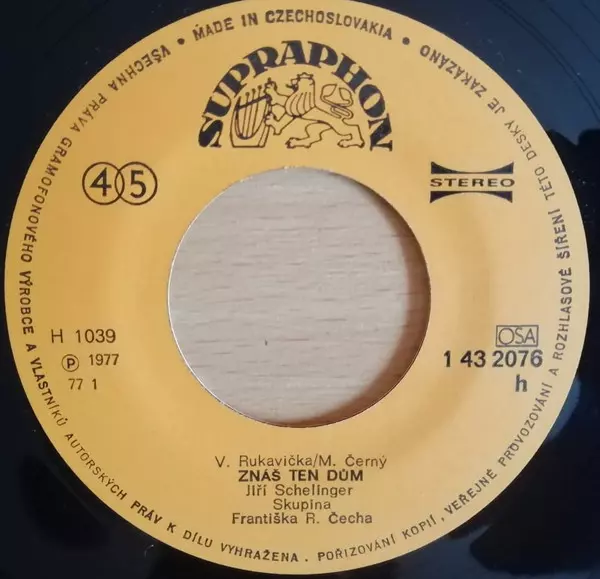 VŠECHNA PRÁVA GRAMOFONOVÉHO VÝROBCE A VLASTNÍKŮ AUTORSKÝCH PRÁV K DÍLU VYHRAŽENA. POŘIZOVÁNÍ KOPIÍ, VEŘEJNÉ PROVOZOVÁNÍ A ROZHLASOVÉ ŠÍŘENÍ TÉTO DESKY JE ZAKÁZÁNO • MADE IN CZECHOSLOVAKIA •
SUPRAPHON
45
STEREO
H 1039
℗ 1977
77 1
OSA
1 43 2076
h
V. Rukavička/M. Černý
ZNÁŠ TEN DŮM
Jiří Schelinger
Skupina
Františka R. Čecha